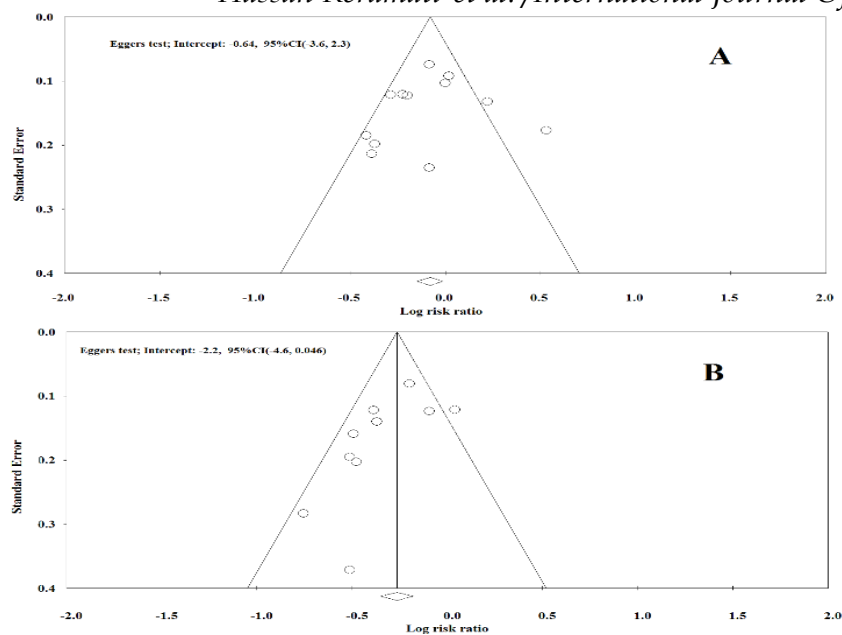 Hassan Keramati et al./International Journal Cy
0.0
Eggers test; Intercept: -0.64, 95%CI(-3.6, 2.3)
A
0.1
Standard Error
0.2
0.3
0.4
-2.0 -1.5 -1.0 -0.5 0.0 0.5 1.0 1.5 2.0
Log risk ratio
0.0
Eggers test; Intercept: -2.2, 95%CI(-4.6, 0.046)
B
0.1
Standard Error
0.2
0.3
0.4
-2.0 -1.0 -0.5 0.0 0.5 1.0 1.5 2.0
Log risk ratio